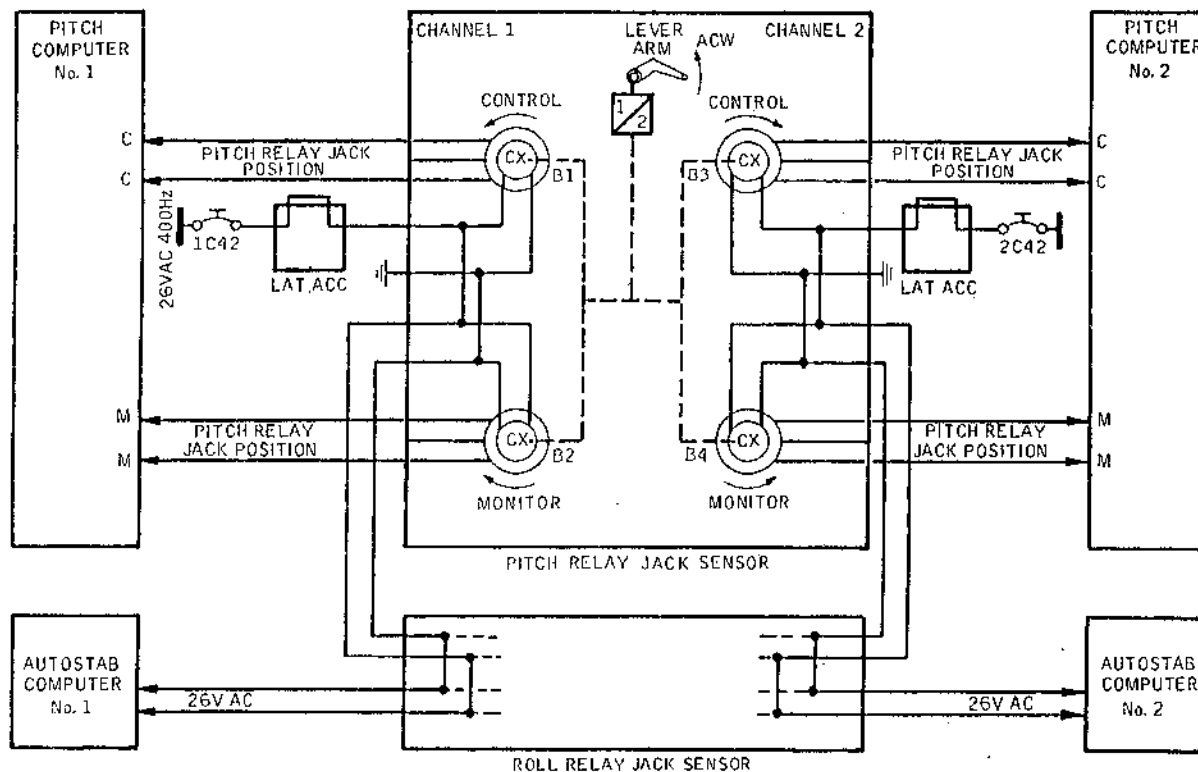 PITCH
COMPUTER
No. 1
CHANNEL 1
LEVER
ARM
CHANNEL 2
ACW
PITCH
COMPUTER
No. 2
1
2
CONTROL
CONTROL
C
CX
B1
B3
CX
C
PITCH RELAY JACK
POSITION
PITCH RELAY JACK
POSITION
C
C
26VAC 400Hz
1C42
LAT ACC
LAT ACC
2C42
M
PITCH RELAY
JACK POSITION
M
CX
B2
B4
CX
M
PITCH RELAY
JACK POSITION
M
MONITOR
MONITOR
PITCH RELAY JACK SENSOR
AUTOSTAB
COMPUTER
No. 1
26V AC
26V AC
AUTOSTAB
COMPUTER
No. 2
ROLL RELAY JACK SENSOR